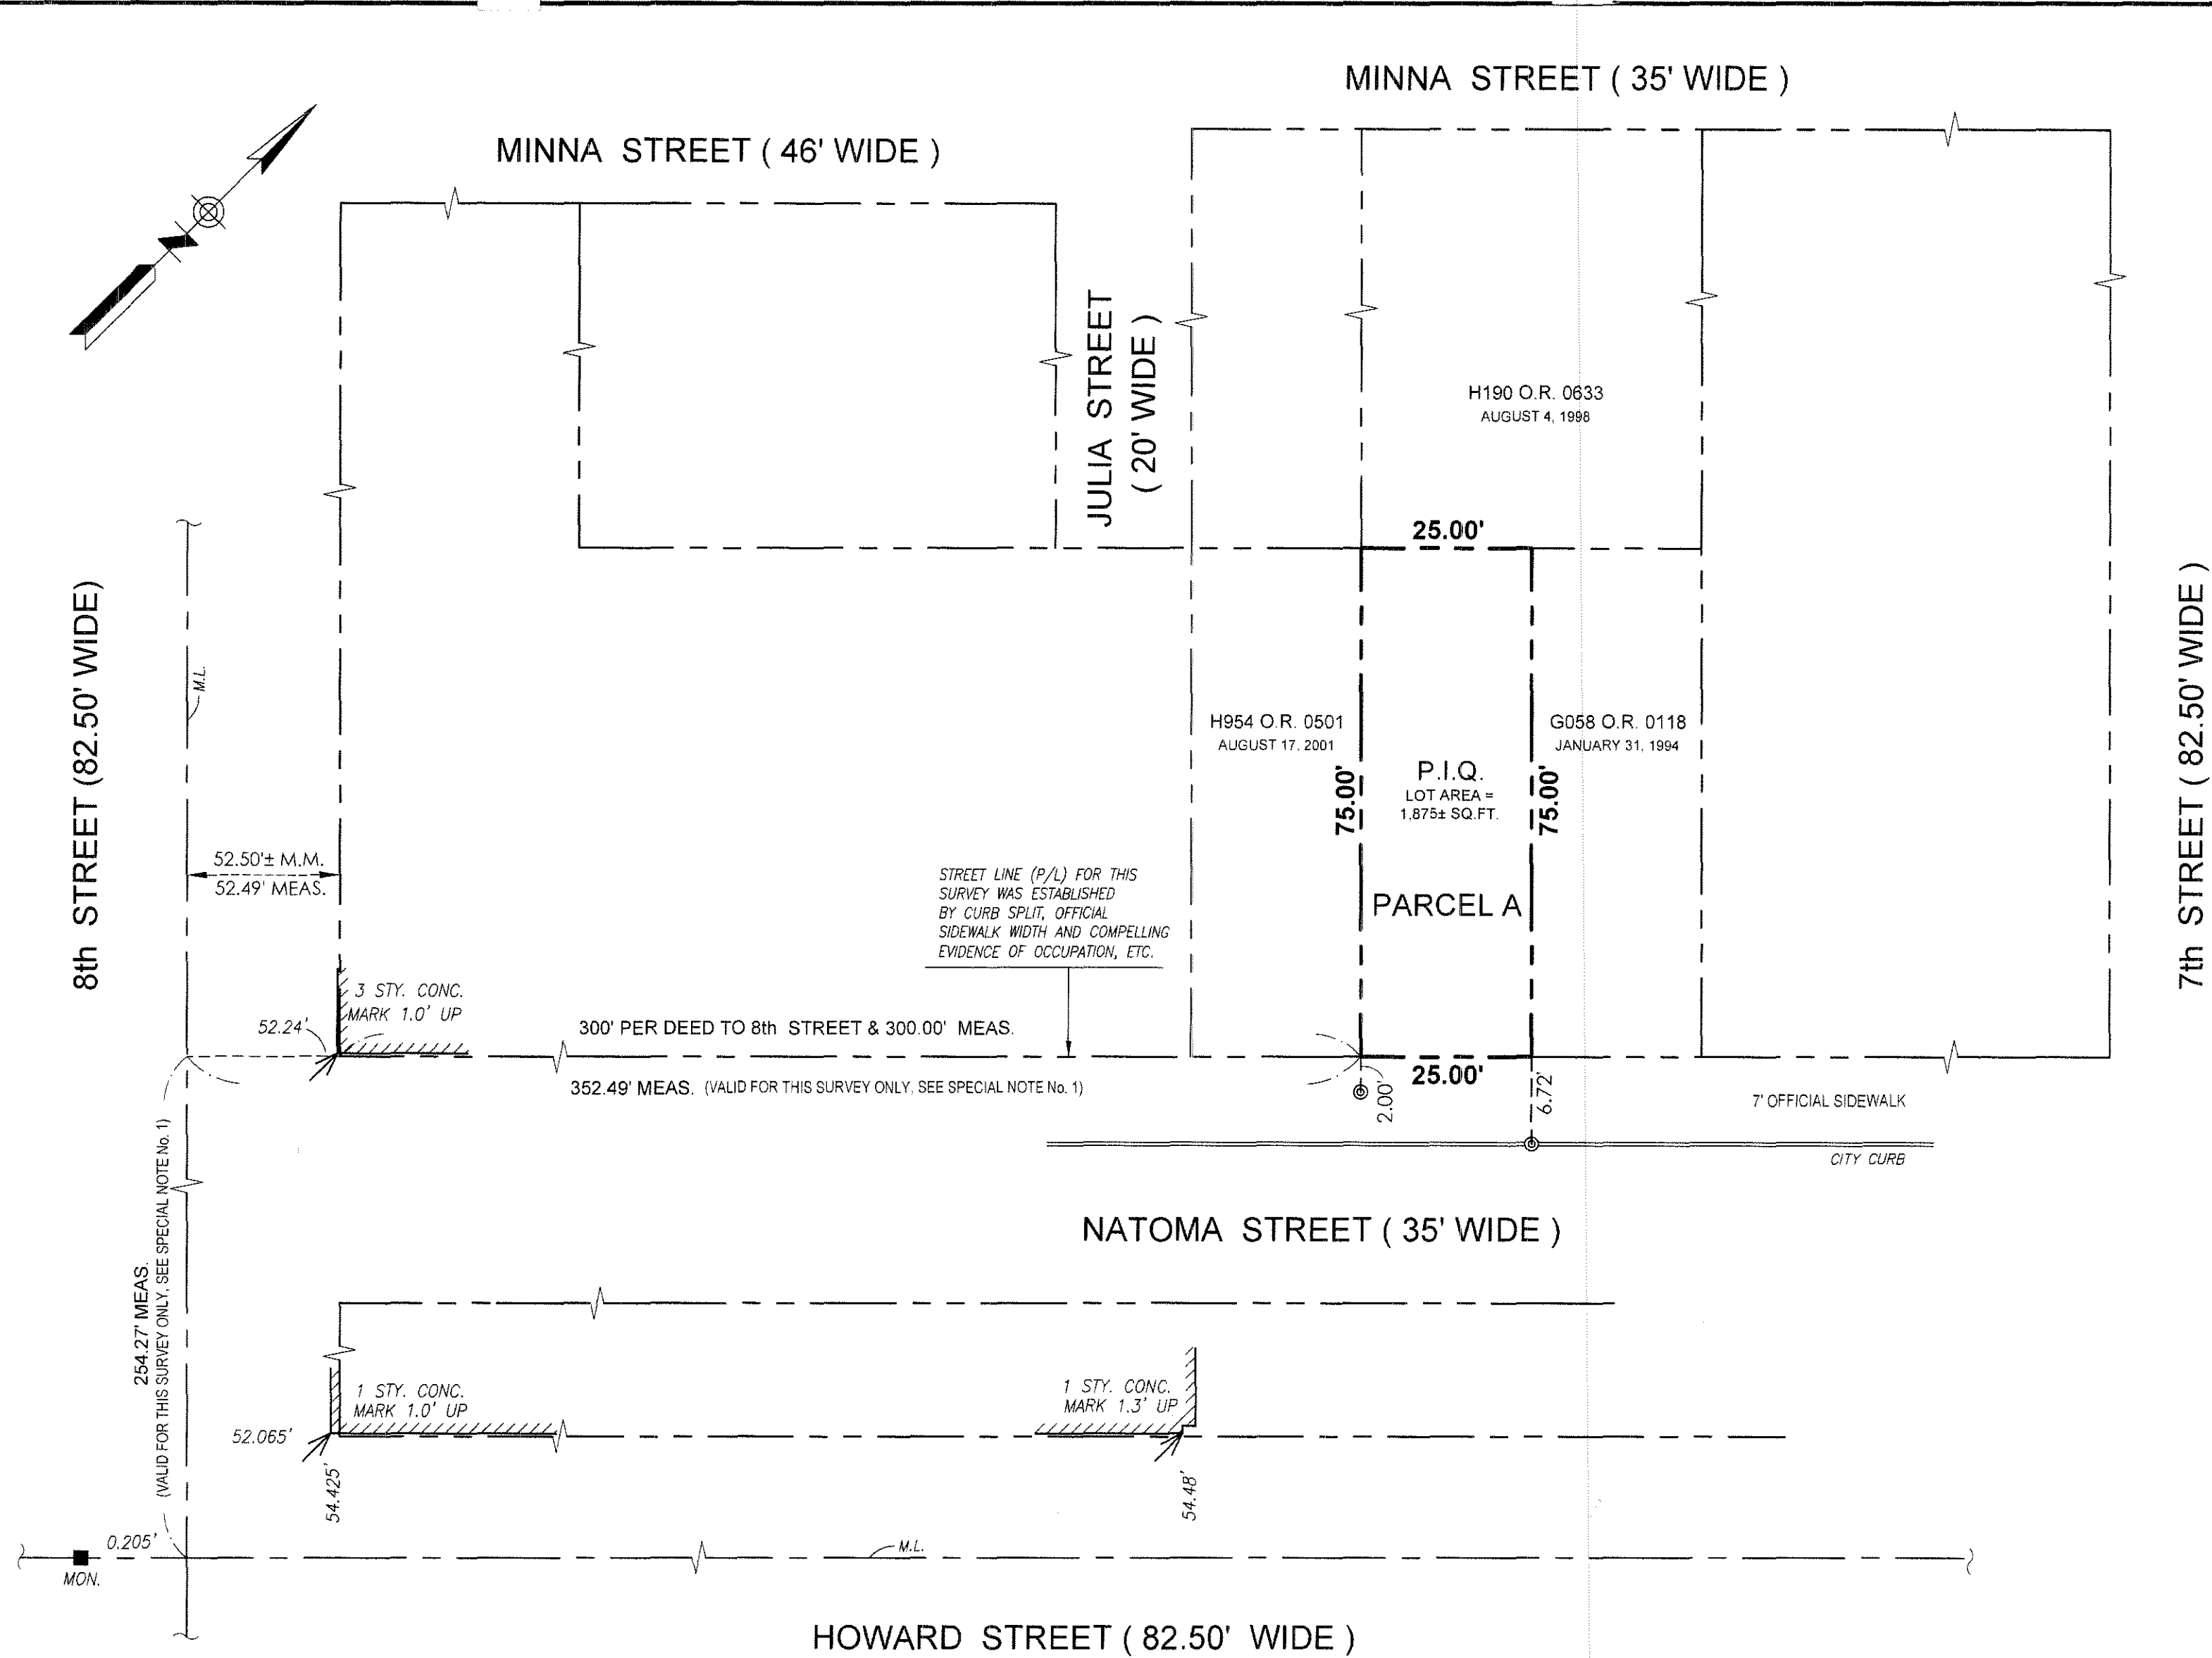 MINNA STREET ( 35' WIDE )
MINNA STREET ( 46' WIDE )
JULIA STREET
( 20' WIDE )
H190 O.R. 0633
AUGUST 4, 1998
25.00'
8th STREET (82.50' WIDE)
7th STREET ( 82.50' WIDE )
M.L.
H954 O.R. 0501
AUGUST 17, 2001
G058 O.R. 0118
JANUARY 31, 1994
75.00'
P.I.Q.
LOT AREA =
1,875± SQ.FT.
75.00'
PARCEL A
52.50'± M.M.
52.49' MEAS.
STREET LINE (P/L) FOR THIS
SURVEY WAS ESTABLISHED
BY CURB SPLIT, OFFICIAL
SIDEWALK WIDTH AND COMPELLING
EVIDENCE OF OCCUPATION, ETC.
3 STY. CONC.
MARK 1.0' UP
52.24'
300' PER DEED TO 8th STREET & 300.00' MEAS.
352.49' MEAS. (VALID FOR THIS SURVEY ONLY, SEE SPECIAL NOTE No. 1)
25.00'
2.00'
6.72'
7' OFFICIAL SIDEWALK
CITY CURB
NATOMA STREET ( 35' WIDE )
254.27' MEAS.
(VALID FOR THIS SURVEY ONLY, SEE SPECIAL NOTE No. 1)
1 STY. CONC.
MARK 1.0' UP
1 STY. CONC.
MARK 1.3' UP
52.065'
54.425'
54.48'
0.205'
MON.
M.L.
HOWARD STREET ( 82.50' WIDE )